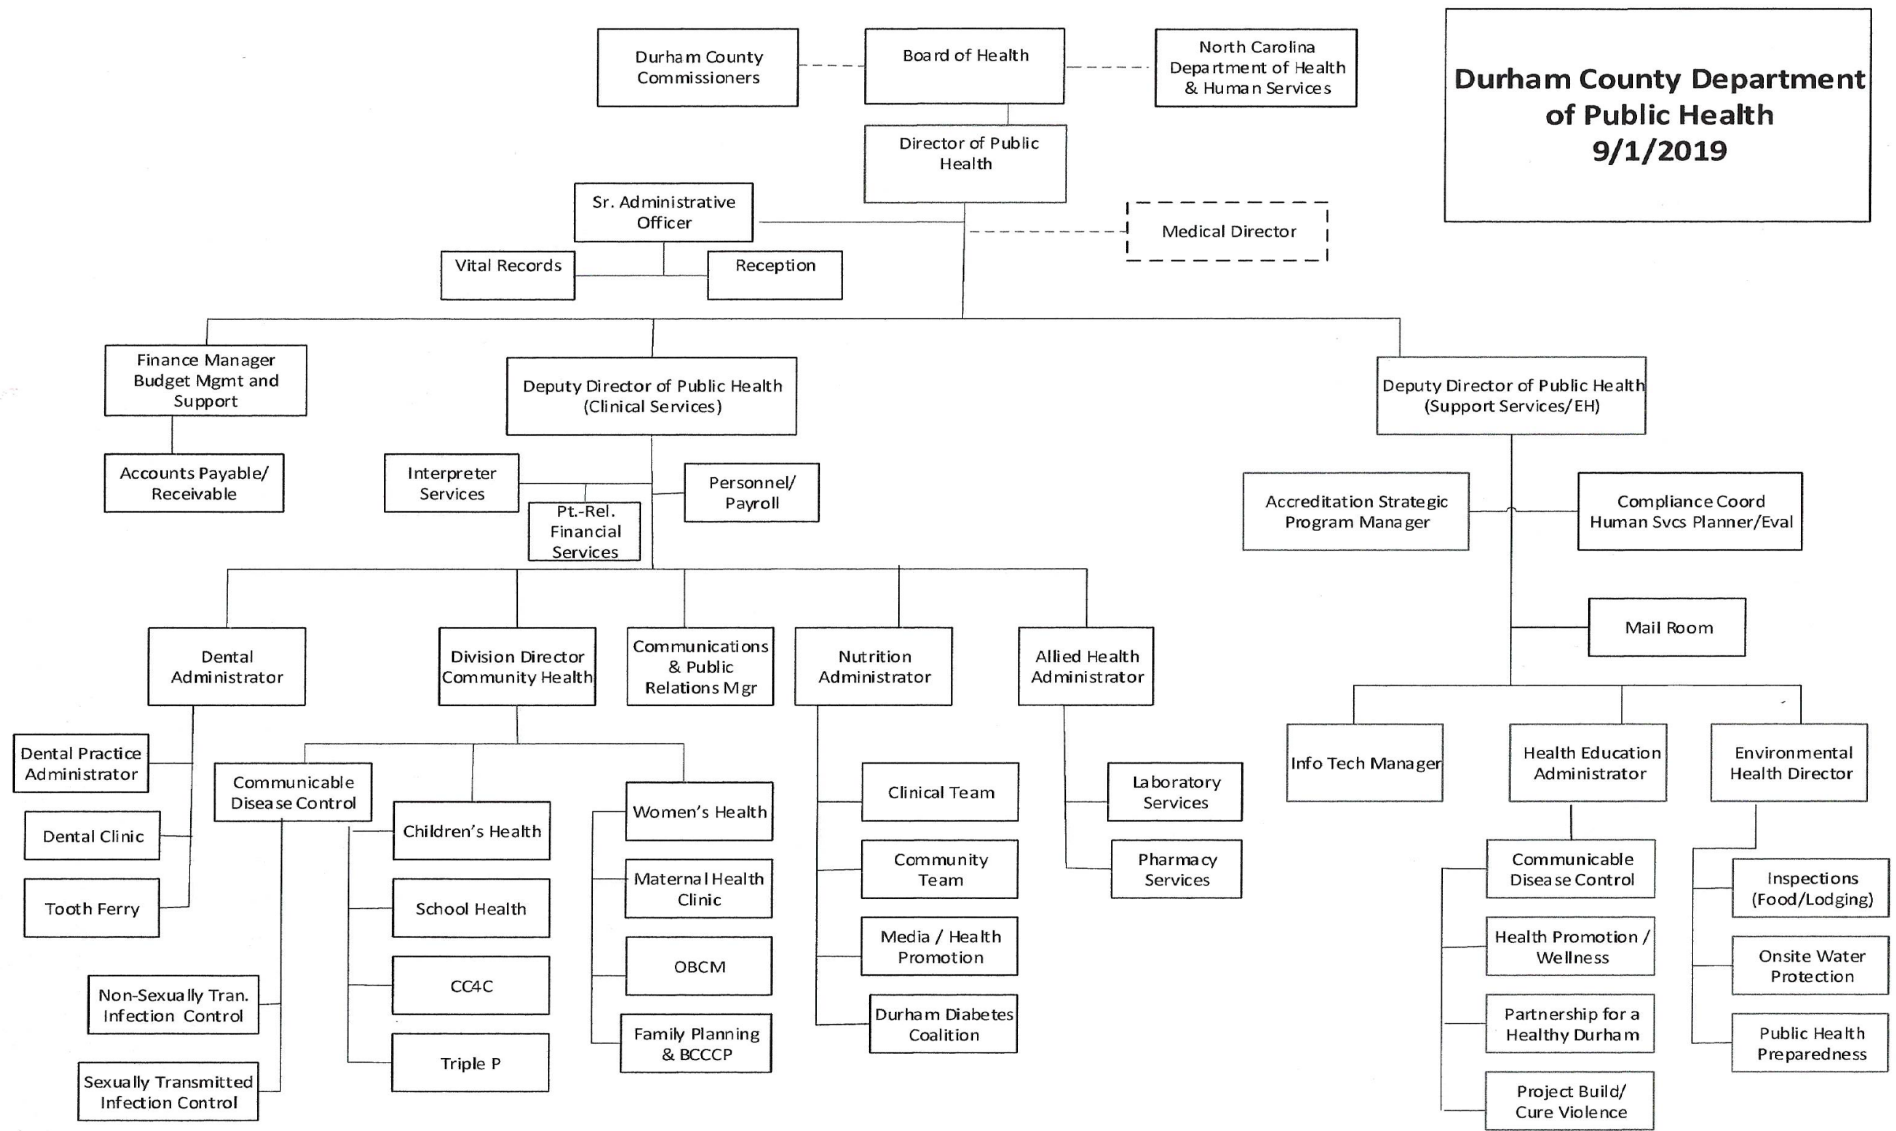 Durham County
Commissioners
Board of Health
North Carolina
Department of Health
& Human Services
Durham County Department
of Public Health
9/1/2019
Director of Public
Health
Sr. Administrative
Officer
Medical Director
Vital Records
Reception
Finance Manager
Budget Mgmt and
Support
Deputy Director of Public Health
(Clinical Services)
Deputy Director of Public Health
(Support Services/EH)
Accounts Payable/
Receivable
Interpreter
Services
Pt.-Rel.
Financial
Services
Personnel/
Payroll
Accreditation Strategic
Program Manager
Compliance Coord
Human Svcs Planner/Eval
Mail Room
Dental
Administrator
Division Director
Community Health
Communications
& Public
Relations Mgr
Nutrition
Administrator
Allied Health
Administrator
Info Tech Manager
Health Education
Administrator
Environmental
Health Director
Dental Practice
Administrator
Dental Clinic
Tooth Ferry
Communicable
Disease Control
Non-Sexually Tran.
Infection Control
Sexually Transmitted
Infection Control
Children's Health
School Health
CC4C
Triple P
Women's Health
Maternal Health
Clinic
OBCM
Family Planning
& BCCCP
Clinical Team
Community
Team
Media / Health
Promotion
Durham Diabetes
Coalition
Laboratory
Services
Pharmacy
Services
Communicable
Disease Control
Health Promotion /
Wellness
Partnership for a
Healthy Durham
Project Build/
Cure Violence
Inspections
(Food/Lodging)
Onsite Water
Protection
Public Health
Preparedness